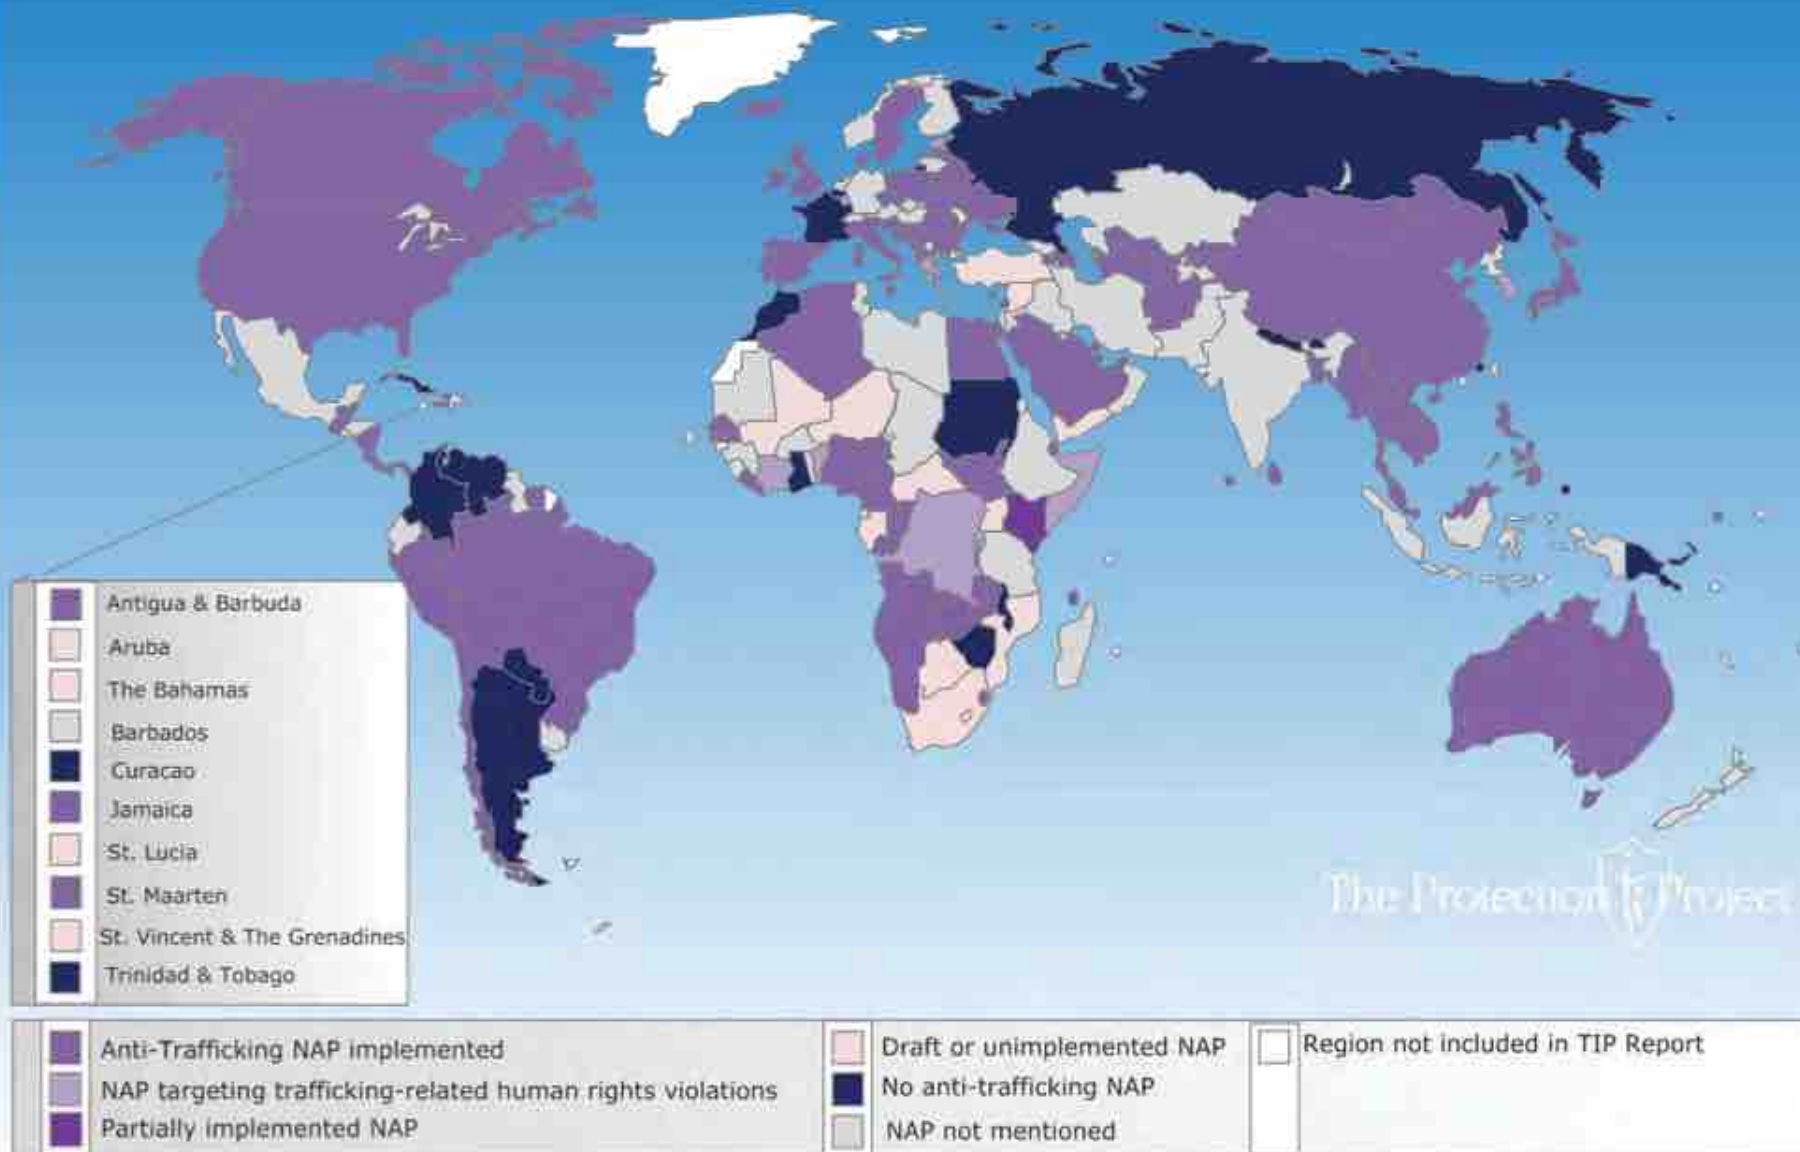 Antigua & Barbuda
Aruba
The Bahamas
Barbados
Curacao
Jamaica
St. Lucia
St. Maarten
St. Vincent & The Grenadines
Trinidad & Tobago
The Protection Project
Anti-Trafficking NAP implemented
NAP targeting trafficking-related human rights violations
Partially implemented NAP
Draft or unimplemented NAP
No anti-trafficking NAP
NAP not mentioned
Region not included in TIP Report